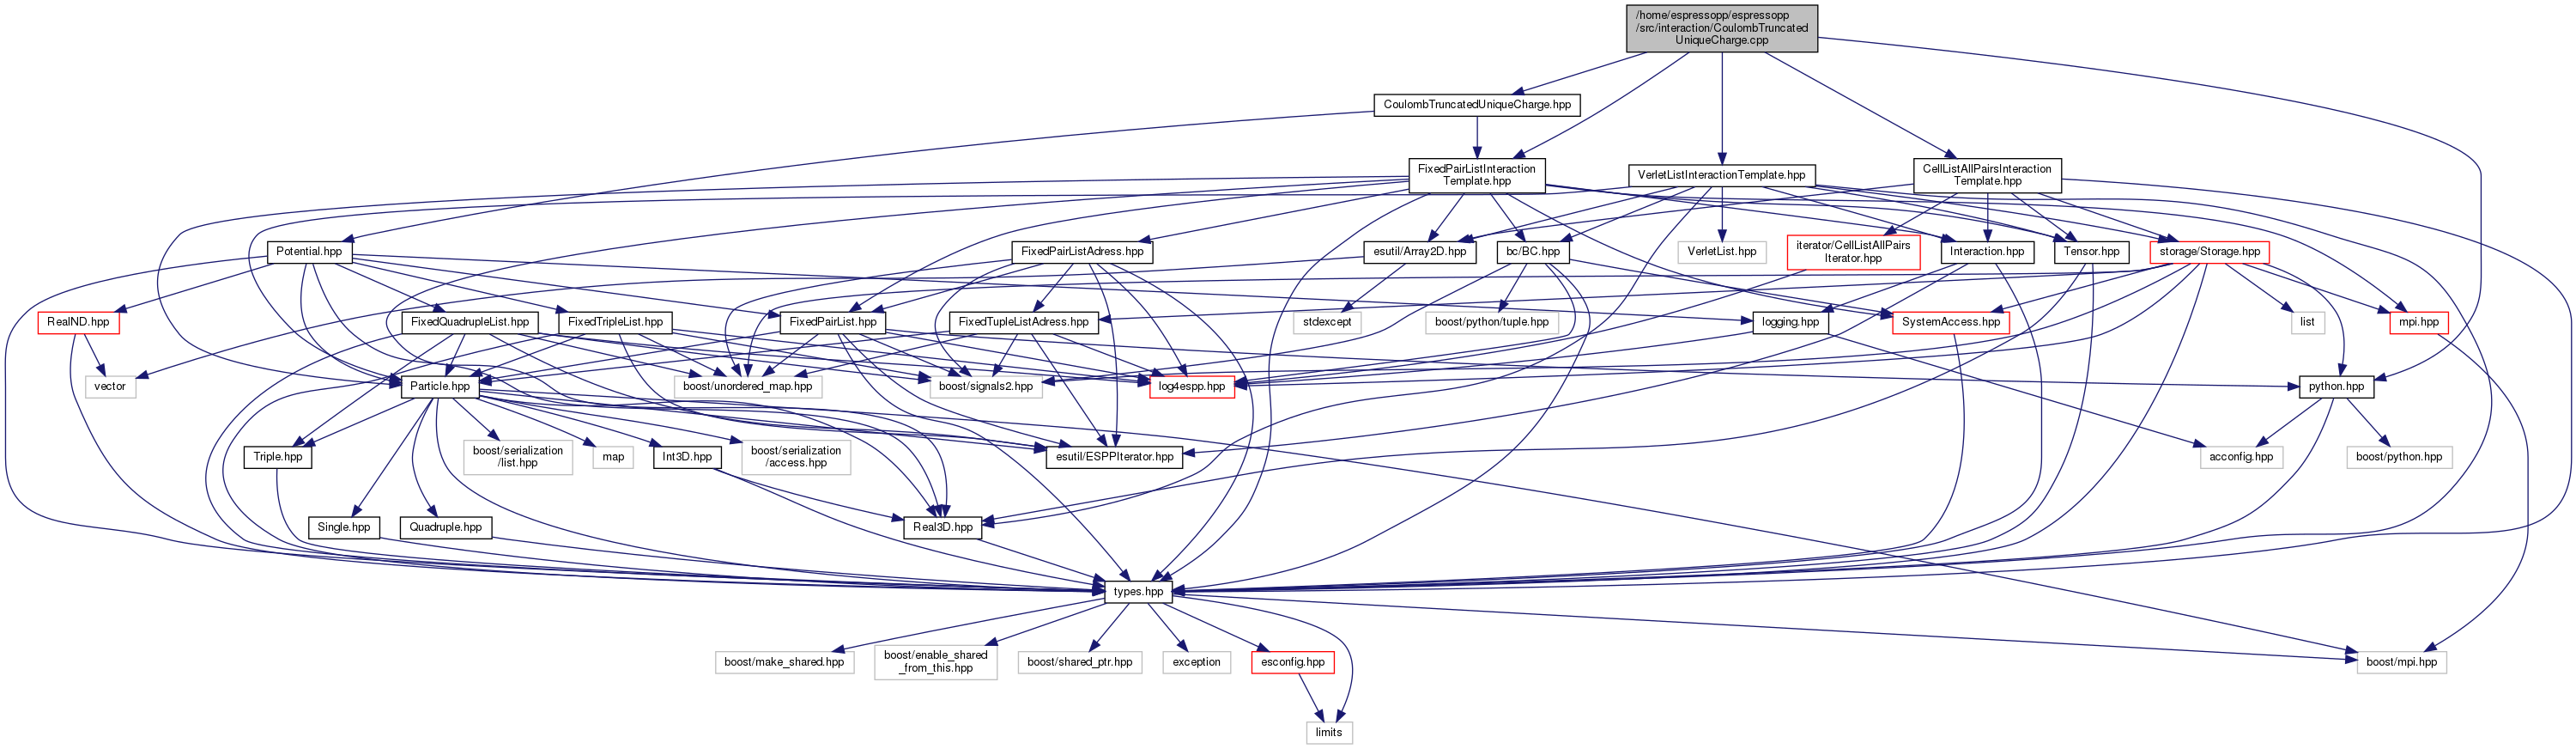 /home/espressopp/espressopp
/src/interaction/CoulombTruncated
UniqueCharge.cpp
CoulombTruncatedUniqueCharge.hpp
FixedPairListInteraction
Template.hpp
VerletListInteractionTemplate.hpp
CellListAllPairsInteraction
Template.hpp
Potential.hpp
FixedPairListAdress.hpp
esutil/Array2D.hpp
bc/BC.hpp
VerletList.hpp
iterator/CellListAllPairs
Iterator.hpp
Interaction.hpp
Tensor.hpp
storage/Storage.hpp
RealND.hpp
FixedQuadrupleList.hpp
FixedTripleList.hpp
FixedPairList.hpp
FixedTupleListAdress.hpp
stdexcept
boost/python/tuple.hpp
logging.hpp
SystemAccess.hpp
list
mpi.hpp
vector
Particle.hpp
boost/unordered_map.hpp
boost/signals2.hpp
log4espp.hpp
python.hpp
Triple.hpp
boost/serialization
/list.hpp
map
Int3D.hpp
boost/serialization
/access.hpp
esutil/ESPPIterator.hpp
acconfig.hpp
boost/python.hpp
Single.hpp
Quadruple.hpp
Real3D.hpp
types.hpp
boost/make_shared.hpp
boost/enable_shared
_from_this.hpp
boost/shared_ptr.hpp
exception
esconfig.hpp
boost/mpi.hpp
limits